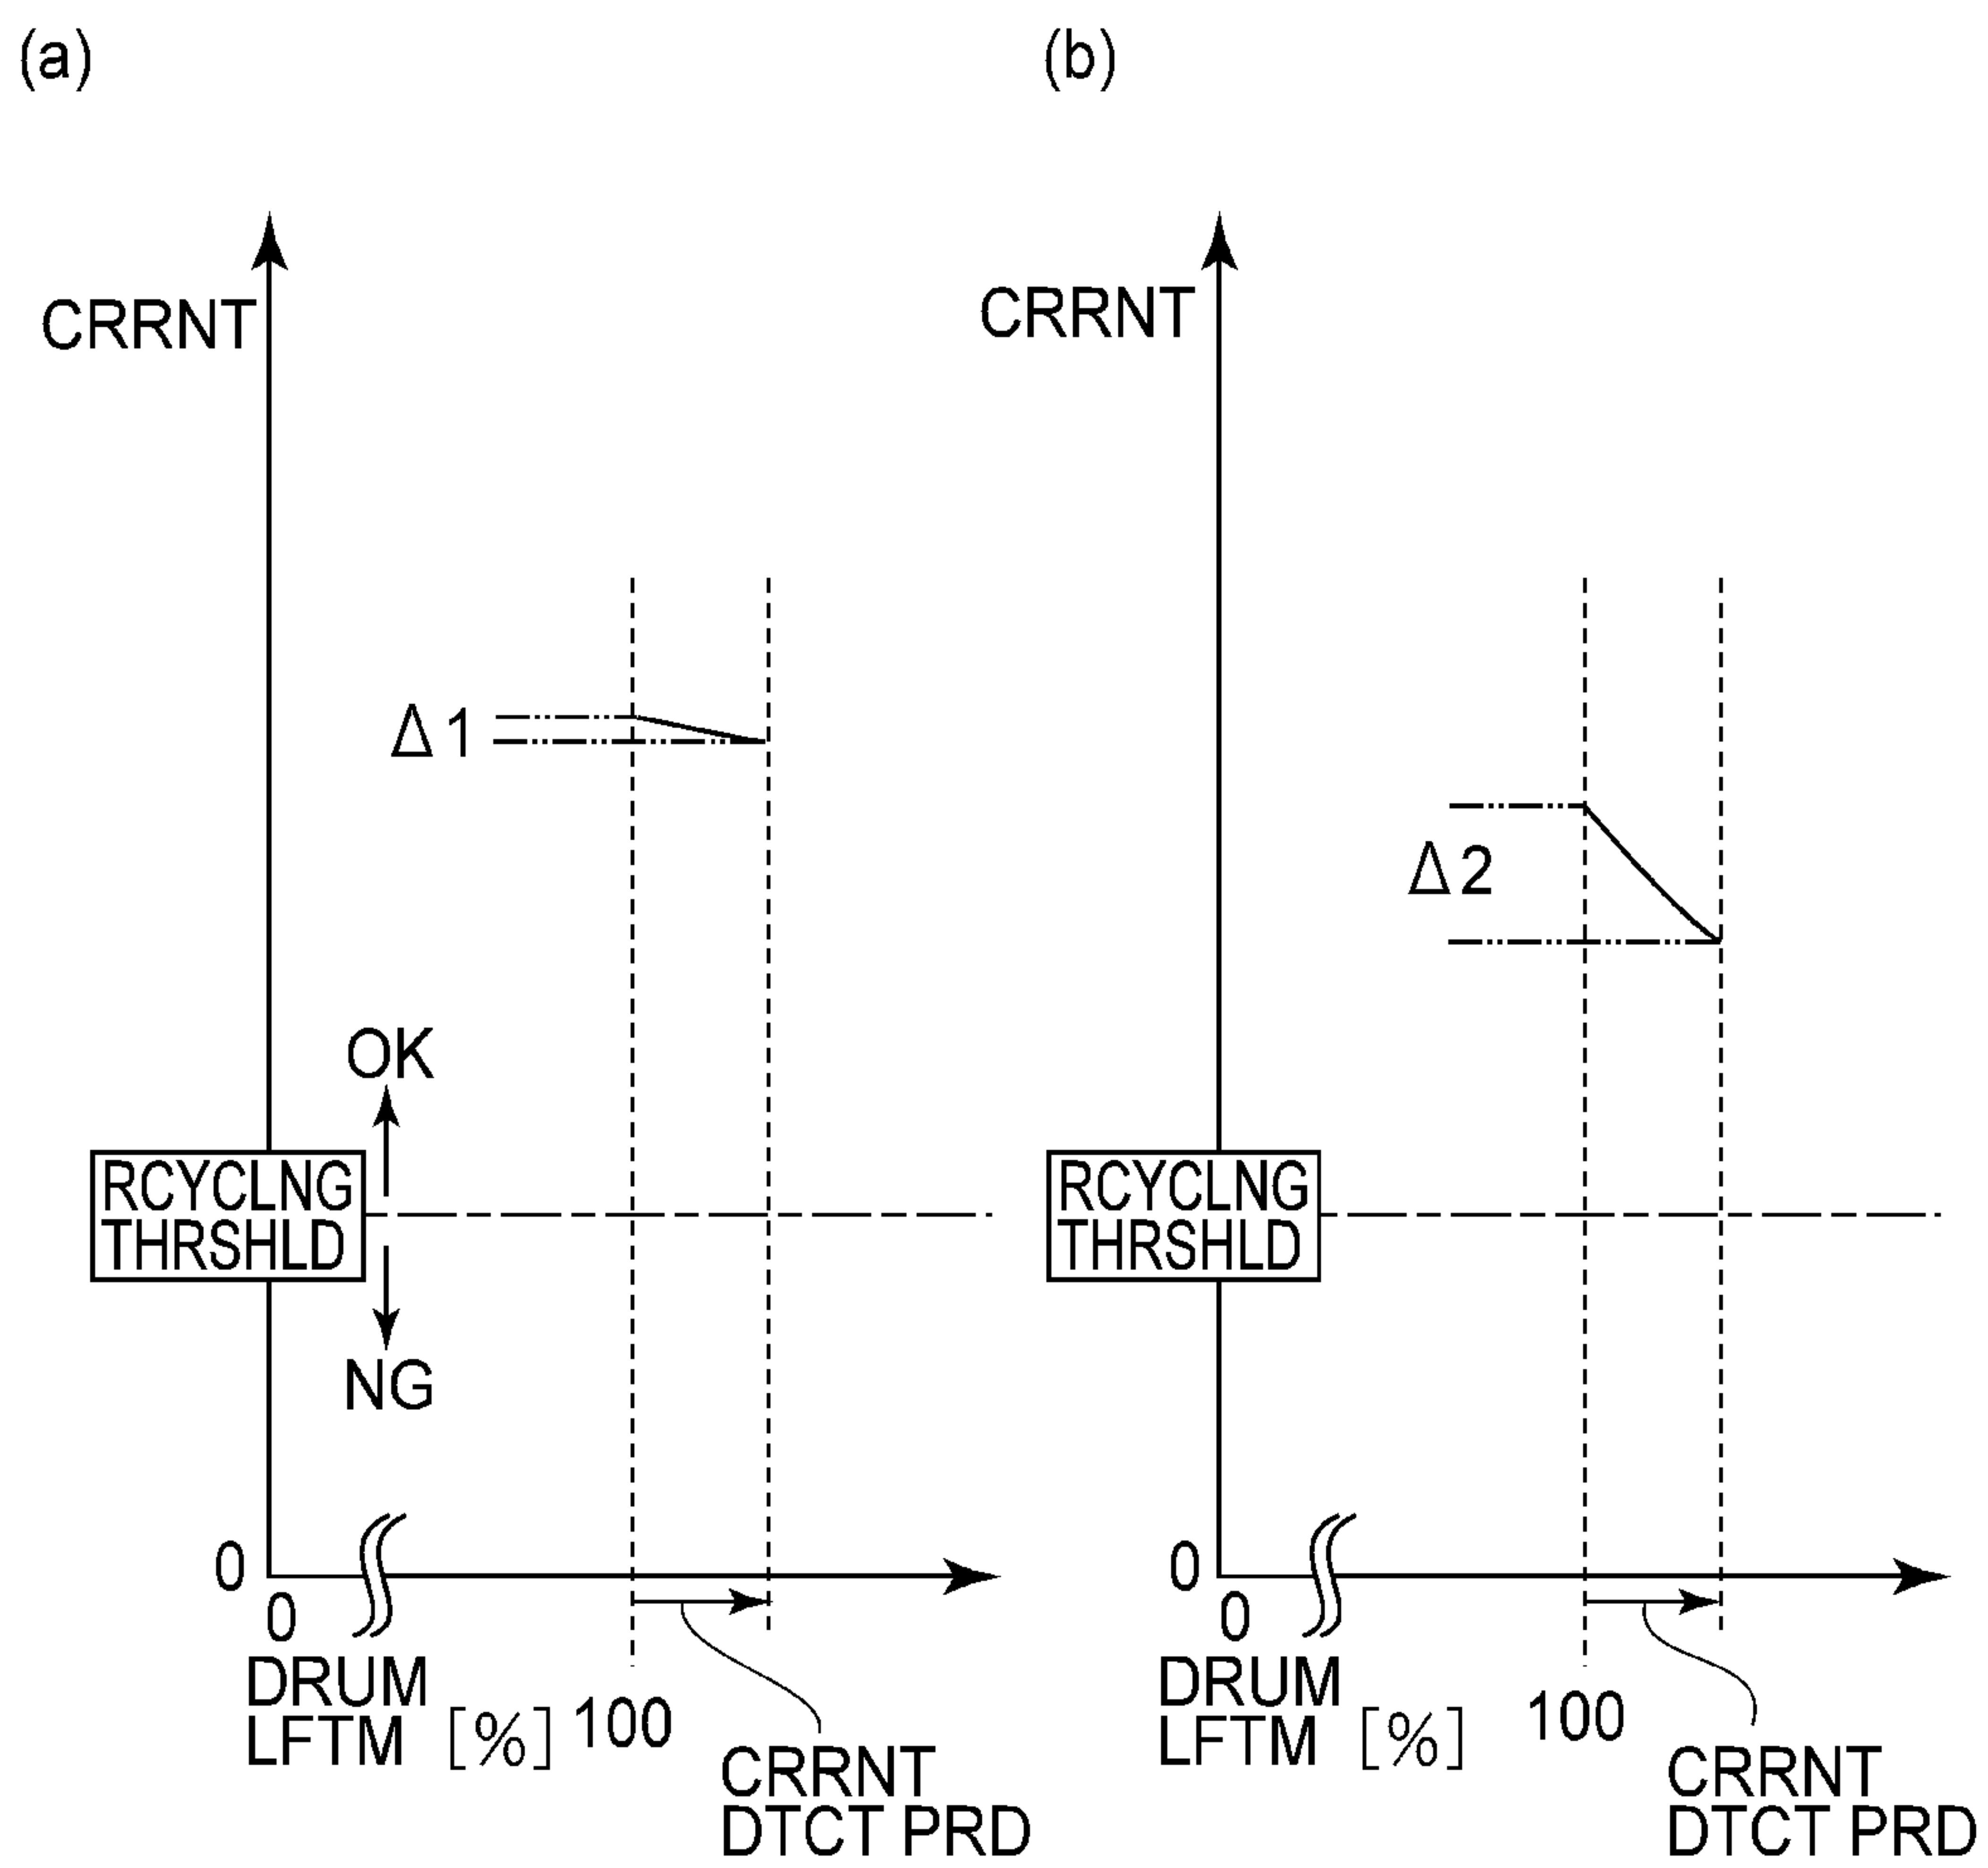 (a)
CRRNT
Δ1
OK
RCYCLNG
THRSHLD
NG
0
0
DRUM
LFTM [%] 100
CRRNT
DTCT PRD
(b)
CRRNT
Δ2
RCYCLNG
THRSHLD
0
0
DRUM
LFTM [%] 100
CRRNT
DTCT PRD